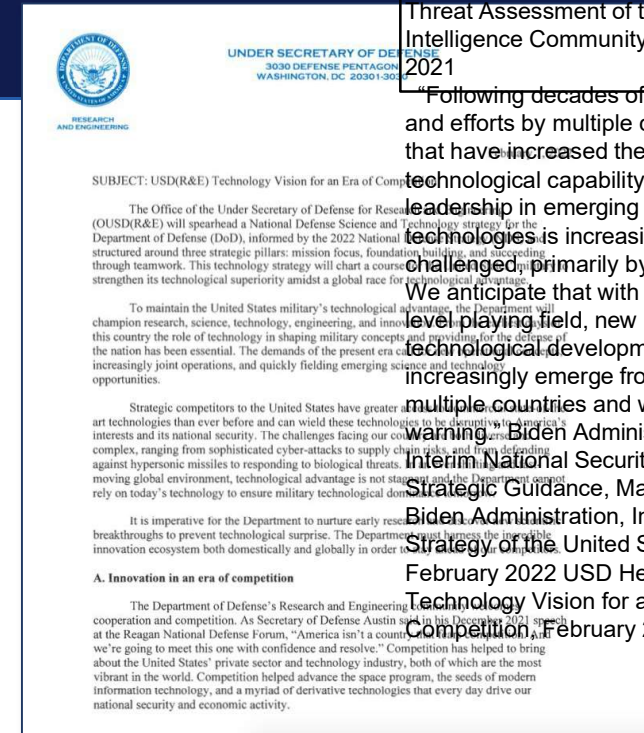 UNDER SECRETARY OF DEFENSE
3030 DEFENSE PENTAGON
WASHINGTON, DC 20301-3030
DEPARTMENT OF DEFENSE
UNITED STATES OF AMERICA
RESEARCH
AND ENGINEERING
SUBJECT: USD(R&E) Technology Vision for an Era of
The Office of the Under Secretary of Defense for
(OUSD(R&E) will spearhead a National Defense Science and Technology strategy for the
Department of Defense (DoD), informed by the 2022 National
structured around three strategic pillars: mission focus, foundation building, and succeeding
through teamwork. This technology strategy will chart a course
strengthen its technological superiority amidst a global race for technological advantage.
To maintain the United States military's technological advantage, the Department will
champion research, science, technology, engineering, and
this country the role of technology in shaping military concepts and providing for the defense of
the nation has been essential. The demands of the present era
increasingly joint operations, and quickly fielding emerging science and technology
opportunities.
Strategic competitors to the United States have greater
art technologies than ever before and can wield these technologies to be disruptive to America's
interests and its national security. The challenges facing our
complex, ranging from sophisticated cyber-attacks to supply chain risks, and from defending
against hypersonic missiles to responding to biological threats.
moving global environment, technological advantage is not stagnant and the Department cannot
rely on today's technology to ensure military technological
It is imperative for the Department to nurture early
breakthroughs to prevent technological surprise. The Department must harness the incredible
innovation ecosystem both domestically and globally in order to
A. Innovation in an era of competition
The Department of Defense's Research and Engineering
cooperation and competition. As Secretary of Defense Austin said in his December 2021 speech
at the Reagan National Defense Forum, "America isn't a country And
we're going to meet this one with confidence and resolve." Competition has helped to bring
about the United States' private sector and technology industry, both of which are the most
vibrant in the world. Competition helped advance the space program, the seeds of modern
information technology, and a myriad of derivative technologies that every day drive our
national security and economic activity.
Threat Assessment of t
Intelligence Community
2021
"Following decades of
and efforts by multiple c
that have increased the
technological capability
leadership in emerging
technologies is increasi
challenged, primarily by
We anticipate that with
level playing field, new
technological developm
increasingly emerge fro
multiple countries and w
warning." Biden Admini
Interim National Securit
Strategic Guidance, Ma
Biden Administration, In
Strategy of the United S
February 2022 USD He
Technology Vision for a
Competition, February 2